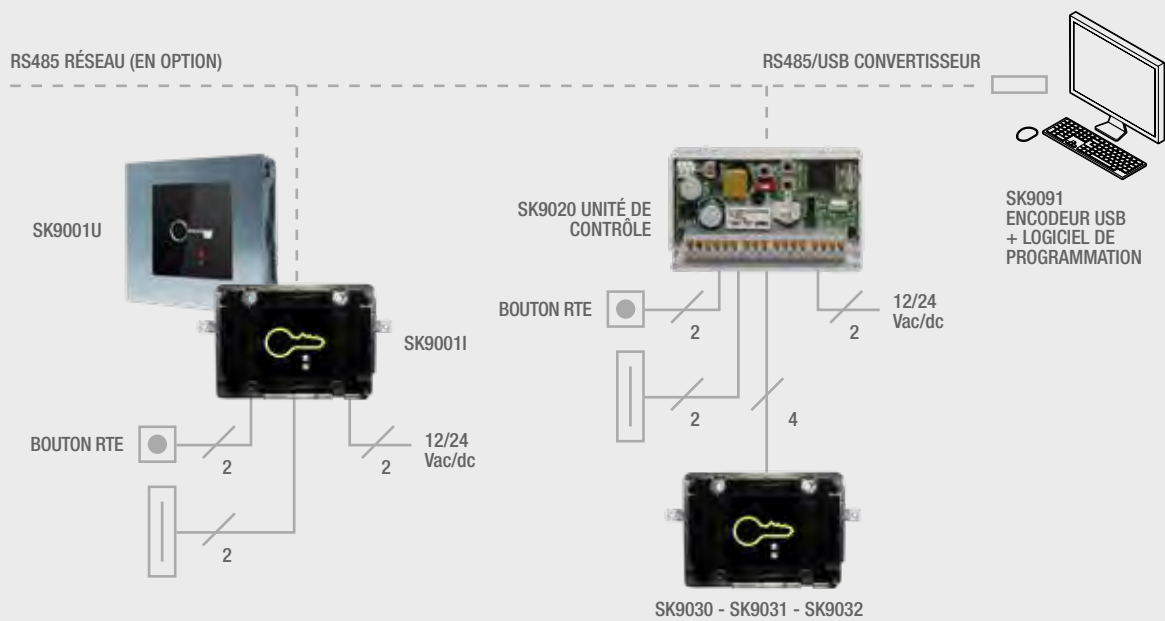 RS485 RÉSEAU (EN OPTION)
RS485/USB CONVERTISSEUR
SK9001U
SK9001I
BOUTON RTE
2
2
12/24
Vac/dc
2
SK9020 UNITÉ DE
CONTRÔLE
BOUTON RTE
2
2
12/24
Vac/dc
2
4
SK9030 - SK9031 - SK9032
SK9091
ENCODEUR USB
+ LOGICIEL DE
PROGRAMMATION